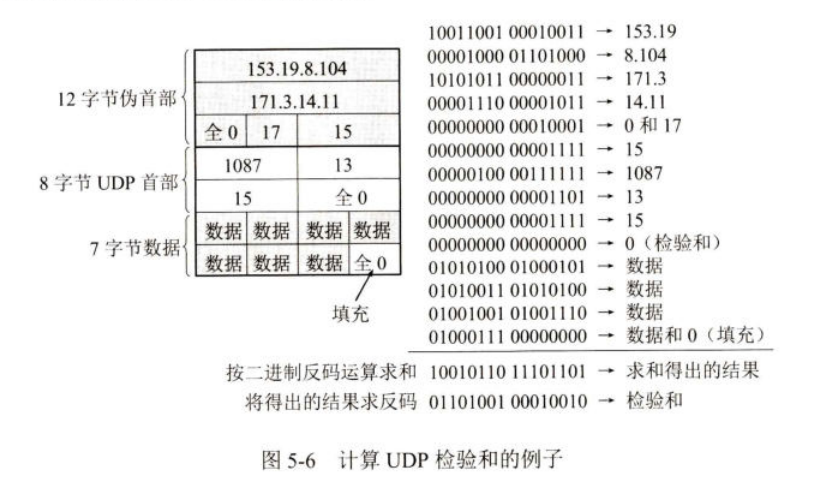 153.19.8.104
171.3.14.11
全 0 17 15
12 字节伪首部
1087 13
15 全 0
8 字节 UDP 首部
数据 数据 数据 数据
数据 数据 数据 全 0
7 字节数据
填充
10011001 00010011 → 153.19
00001000 01101000 → 8.104
10101011 00000011 → 171.3
00001110 00001011 → 14.11
00000000 00010001 → 0 和 17
00000000 00001111 → 15
00000100 00111111 → 1087
00000000 00001101 → 13
00000000 00001111 → 15
00000000 00000000 → 0（检验和）
01010100 01000101 → 数据
01010011 01010100 → 数据
01001001 01001110 → 数据
01000111 00000000 → 数据和 0（填充）
按二进制反码运算求和 10010110 11101101 → 求和得出的结果
将得出的结果求反码 01101001 00010010 → 检验和
图 5-6 计算 UDP 检验和的例子